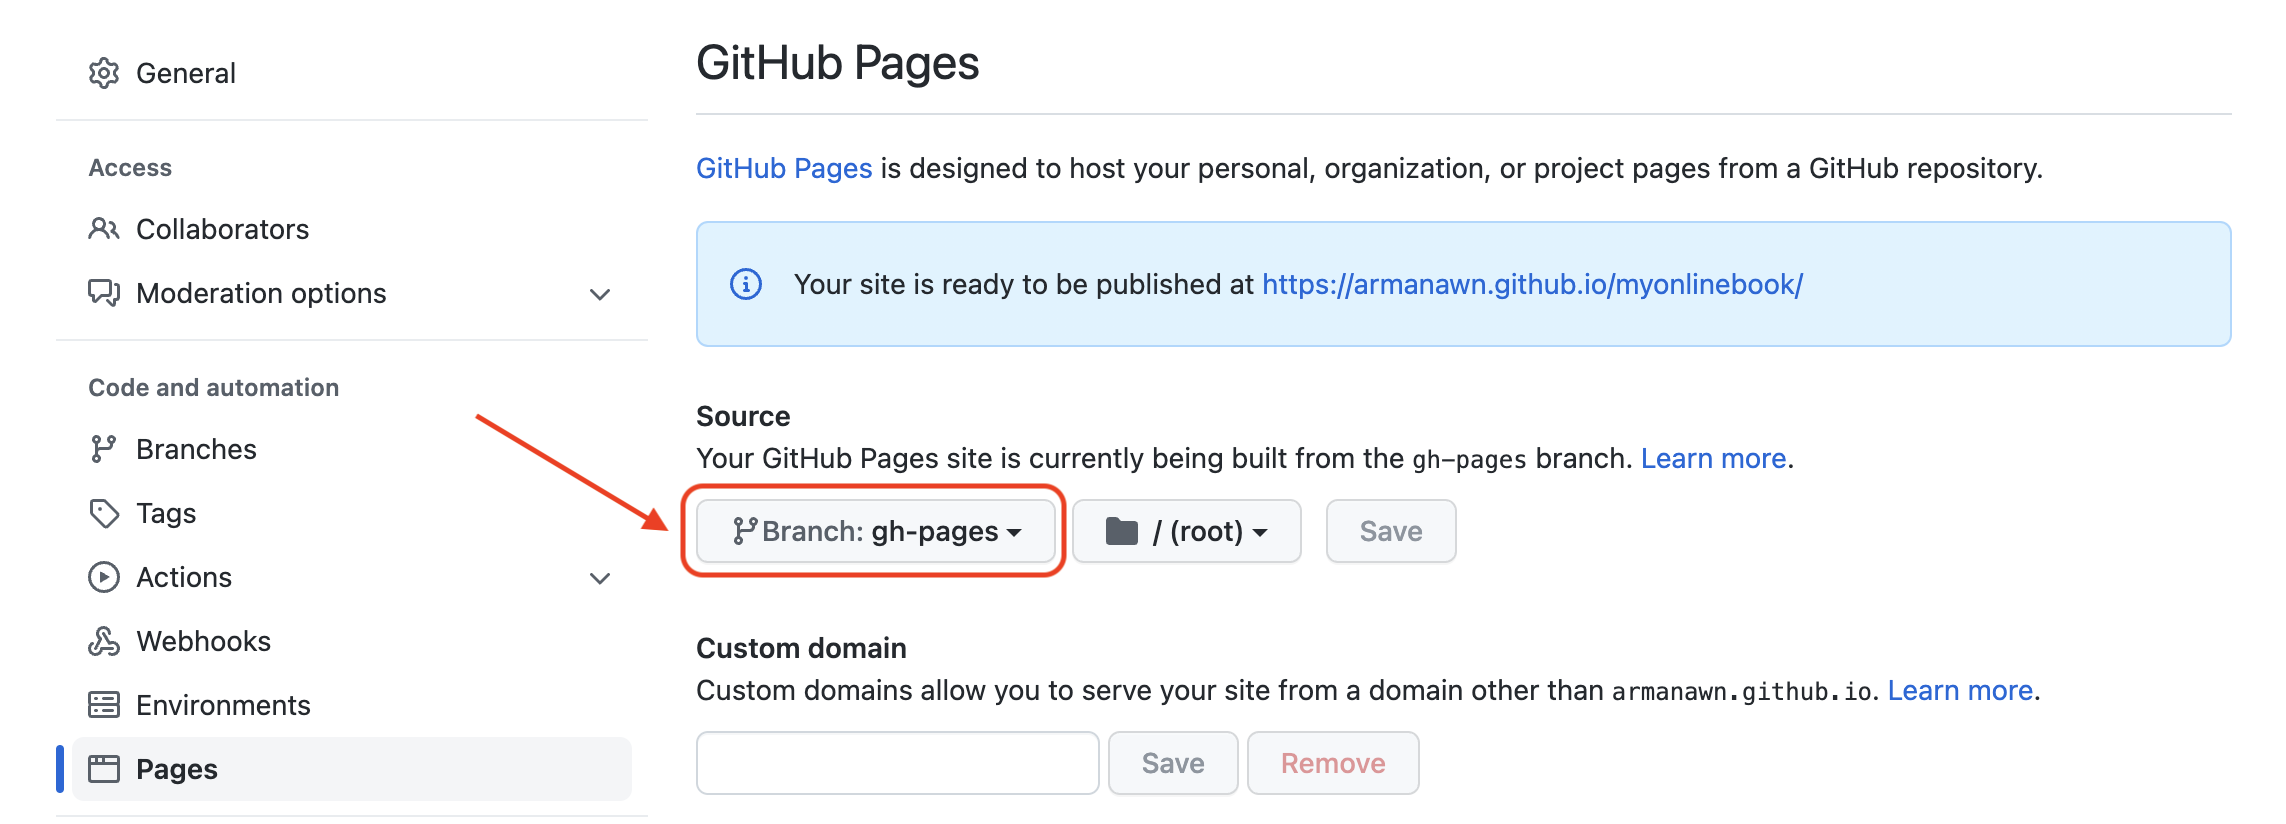 General
Access
Collaborators
Moderation options
Code and automation
Branches
Tags
Actions
Webhooks
Environments
Pages
GitHub Pages
GitHub Pages is designed to host your personal, organization, or project pages from a GitHub repository.
Your site is ready to be published at https://armanawn.github.io/myonlinebook/
Source
Your GitHub Pages site is currently being built from the gh-pages branch. Learn more.
Branch: gh-pages / (root) Save
Custom domain
Custom domains allow you to serve your site from a domain other than armanawn.github.io. Learn more.
Save Remove